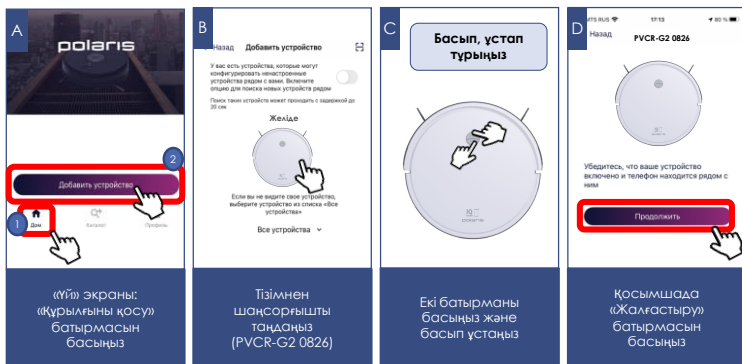 A
polaris
2
Добавить устройство
1
Дом
Каталог
Профиль
«Үй» экраны:
«Құрылғыны қосу»
батырмасын
басыңыз
B
Назад Добавить устройство
У вас есть устройства, которые могут
конфигурировать ненастроенные
устройства рядом с вами. Включите
опцию для поиска новых устройств рядом
Поиск таких устройств может проходить с задержкой до
20 сек
Желіде
Если вы не видите свое устройство,
выберите устройство из списка «Все
устройства»
Все устройства
Тізімнен
шаңсорғышты
таңдаңыз
(PVCR-G2 0826)
C
Басып, ұстап
тұрыңыз
polaris
Екі батырманы
басыңыз және
басып ұстаңыз
D
MTS RUS 17:13 80 %
Назад
PVCR-G2 0826
Убедитесь, что ваше устройство
включено и телефон находится рядом с
ним
Продолжить
Қосымшада
«Жалғастыру»
батырмасын
басыңыз